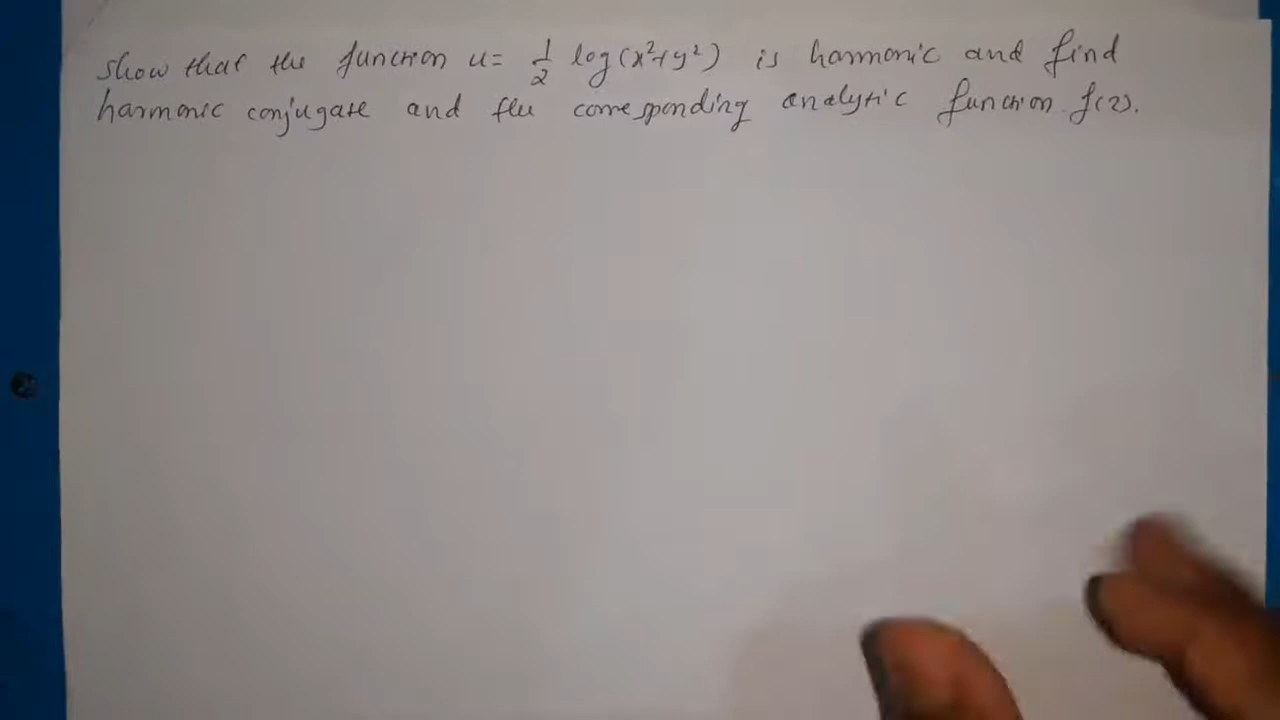 show that the function u= 1/2 log(x²+y²) is harmonic and find
harmonic conjugate and the corresponding analytic function f(z).